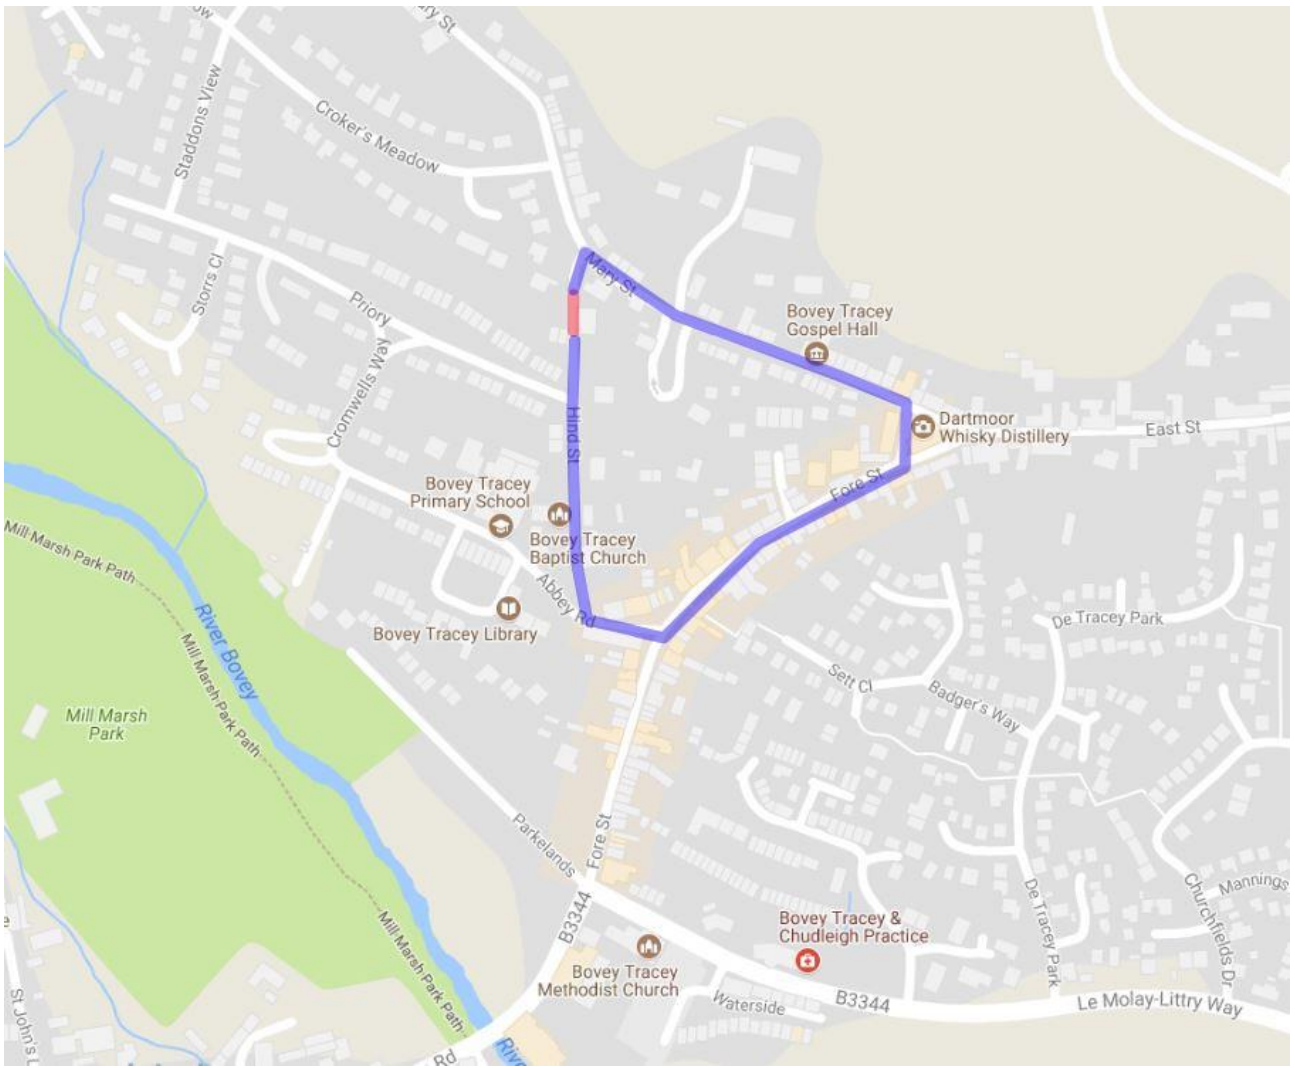 ry St
ow
Staddons View
Croker's Meadow
Storrs Cl
Priory
Mary St
Bovey Tracey
Gospel Hall
Cromwells Way
Hind St
Dartmoor
Whisky Distillery
East St
Fore St
Bovey Tracey
Primary School
Bovey Tracey
Baptist Church
Mill Marsh Park Path
Abbey Rd
Bovey Tracey Library
River Bovey
Mill Marsh Park Path
De Tracey Park
Sett Cl
Badger's Way
Mill Marsh
Park
Parkelands
Fore St
De Tracey Park
Churchfields Dr
Mannings
e
B3344
Mill Marsh Park Path
Bovey Tracey &
Chudleigh Practice
Bovey Tracey
Methodist Church
Waterside
B3344
Le Molay-Littry Way
St John's L
Rd
Rive